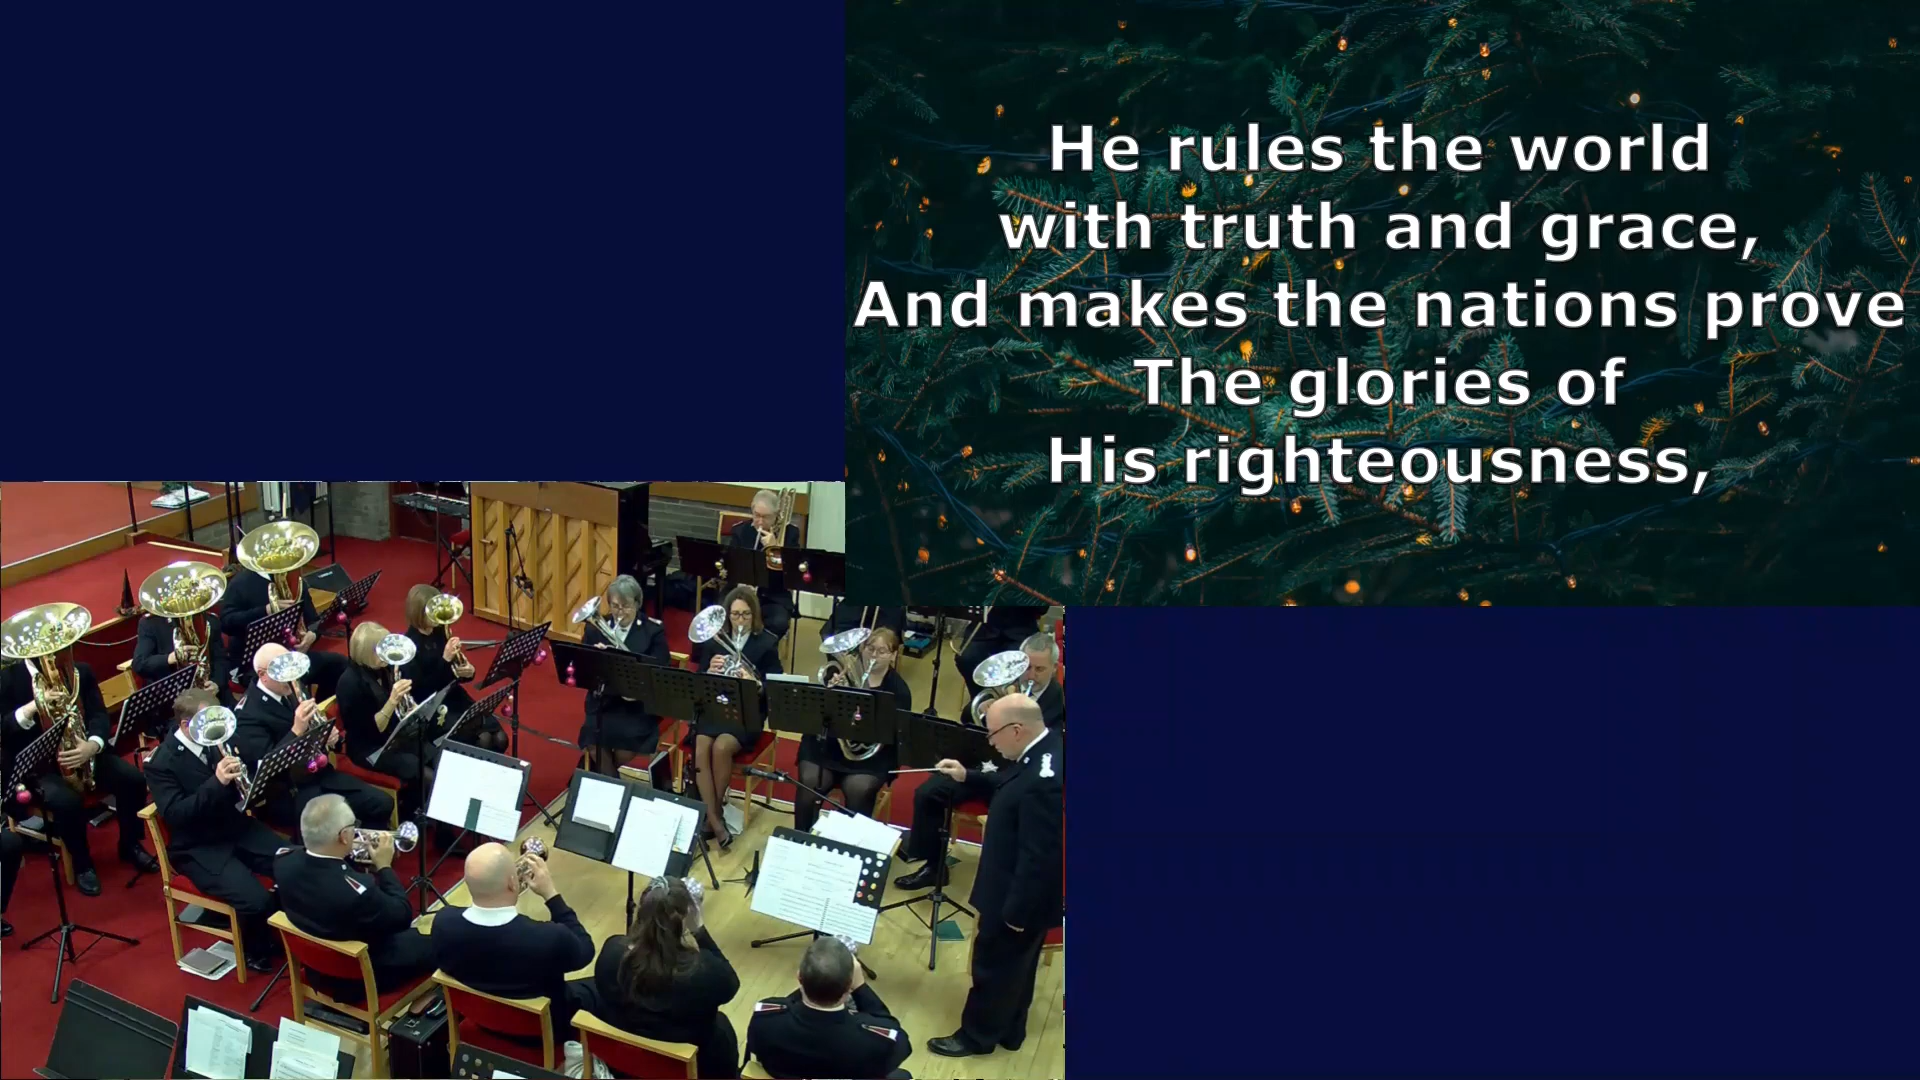 He rules the world
with truth and grace,
And makes the nations prove
The glories of
His righteousness,